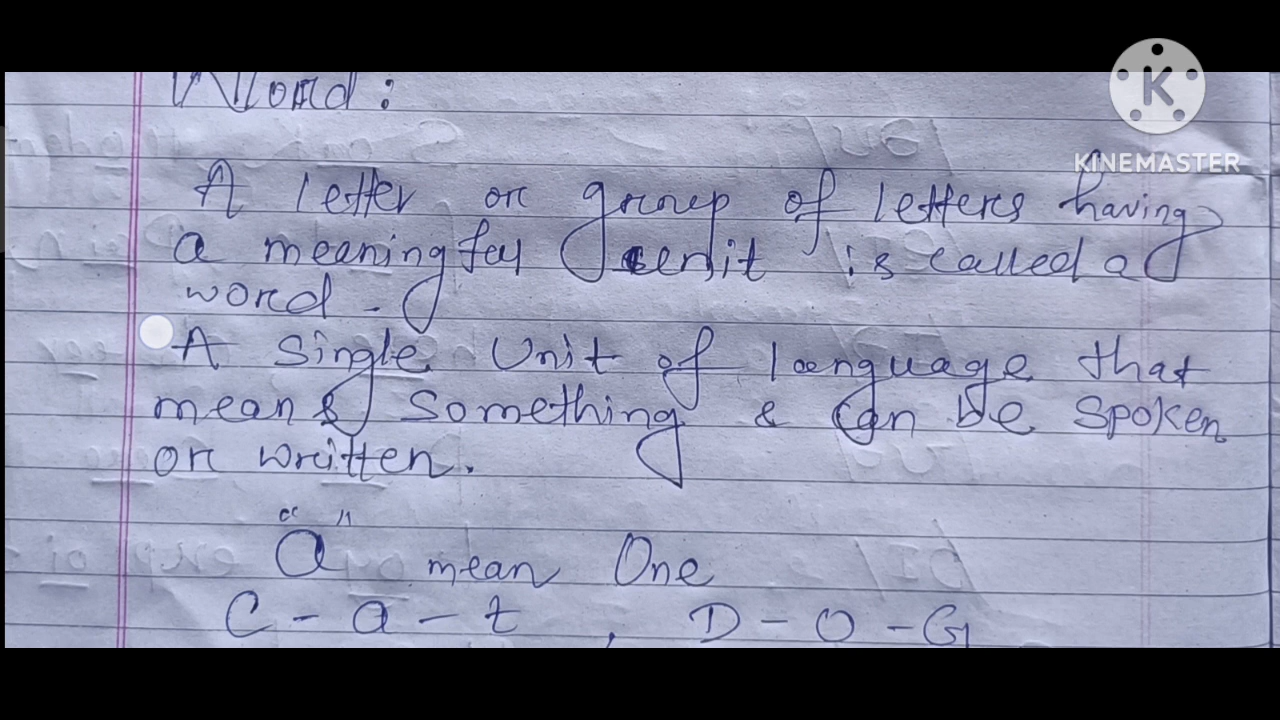 Word:
KINEMASTER
A letter or group of letters having
a meaningful unit is called a
word.
A single Unit of language that
means something & can be spoken
or written.
"a" mean One
C - a - t , D - O - G